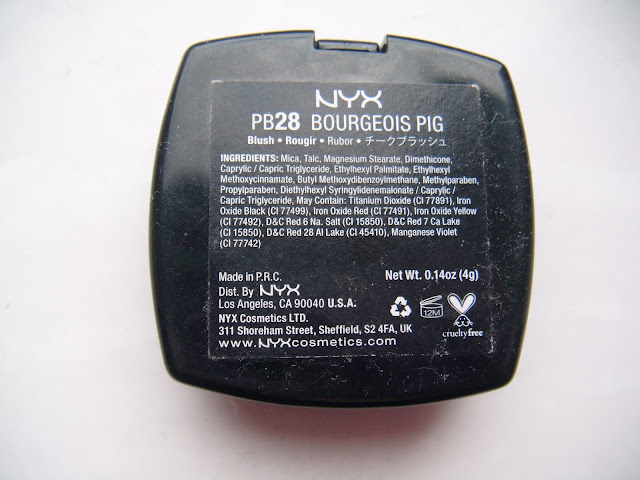 NYX
PB28 BOURGEOIS PIG
Blush • Rougir • Rubor • チークブラッシュ
INGREDIENTS: Mica, Talc, Magnesium Stearate, Dimethicone,
Caprylic / Capric Triglyceride, Ethylhexyl Palmitate, Ethylhexyl
Methoxycinnamate, Butyl Methoxydibenzoylmethane, Methylparaben,
Propylparaben, Diethylhexyl Syringylidenemalonate / Caprylic /
Capric Triglyceride, May Contain: Titanium Dioxide (CI 77891), Iron
Oxide Black (CI 77499), Iron Oxide Red (CI 77491), Iron Oxide Yellow
(CI 77492), D&C Red 6 Na. Salt (CI 15850), D&C Red 7 Ca Lake
(CI 15850), D&C Red 28 Al Lake (CI 45410), Manganese Violet
(CI 77742)
Made in P.R.C. Net Wt. 0.14oz (4g)
Dist. By NYX
Los Angeles, CA 90040 U.S.A.
NYX Cosmetics LTD.
311 Shoreham Street, Sheffield, S2 4FA, UK
www.NYXcosmetics.com
12M
crueltyfree